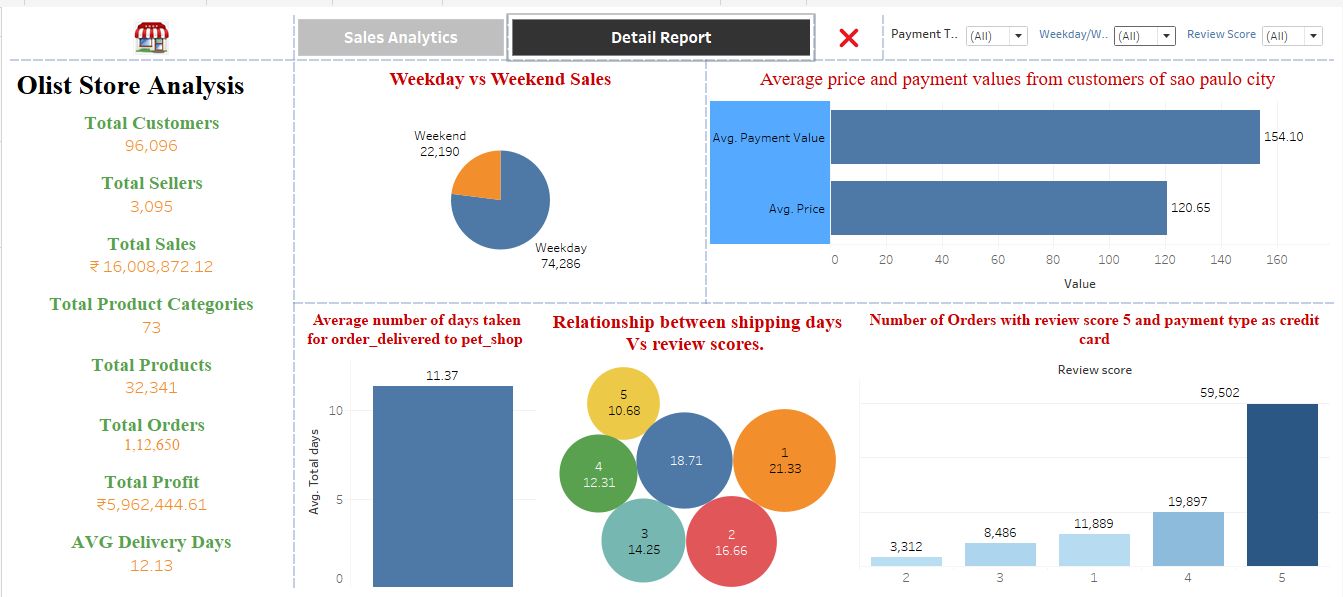 Sales Analytics
Detail Report
Payment T..
(All)
Weekday/W..
(All)
Review Score
(All)
Olist Store Analysis
Total Customers
96,096
Total Sellers
3,095
Total Sales
₹ 16,008,872.12
Total Product Categories
73
Total Products
32,341
Total Orders
1,12,650
Total Profit
₹5,962,444.61
AVG Delivery Days
12.13
Weekday vs Weekend Sales
Weekend
22,190
Weekday
74,286
Average price and payment values from customers of sao paulo city
Avg. Payment Value
154.10
Avg. Price
120.65
0 20 40 60 80 100 120 140 160
Value
Average number of days taken
for order_delivered to pet_shop
Avg. Total days
11.37
10
5
0
Relationship between shipping days
Vs review scores.
5
10.68
4
12.31
18.71
1
21.33
3
14.25
2
16.66
Number of Orders with review score 5 and payment type as credit
card
Review score
3,312
8,486
11,889
19,897
59,502
2 3 1 4 5